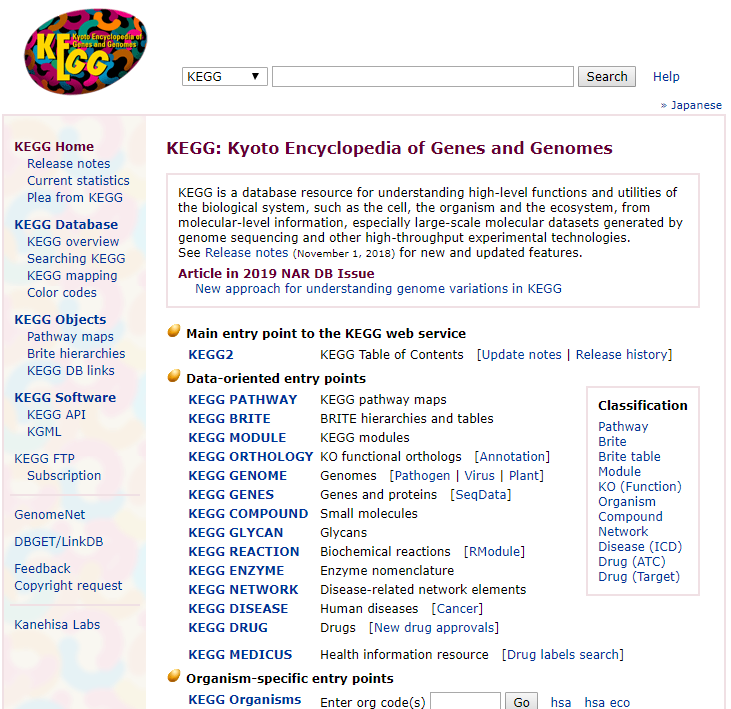 KEGG
Kyoto Encyclopedia of
Genes and Genomes
KEGG ▼ Search Help
» Japanese
KEGG Home
Release notes
Current statistics
Plea from KEGG
KEGG Database
KEGG overview
Searching KEGG
KEGG mapping
Color codes
KEGG Objects
Pathway maps
Brite hierarchies
KEGG DB links
KEGG Software
KEGG API
KGML
KEGG FTP
Subscription
GenomeNet
DBGET/LinkDB
Feedback
Copyright request
Kanehisa Labs
KEGG: Kyoto Encyclopedia of Genes and Genomes
KEGG is a database resource for understanding high-level functions and utilities of
the biological system, such as the cell, the organism and the ecosystem, from
molecular-level information, especially large-scale molecular datasets generated by
genome sequencing and other high-throughput experimental technologies.
See Release notes (November 1, 2018) for new and updated features.
Article in 2019 NAR DB Issue
New approach for understanding genome variations in KEGG
Main entry point to the KEGG web service
KEGG2 KEGG Table of Contents [Update notes | Release history]
Data-oriented entry points
KEGG PATHWAY KEGG pathway maps
KEGG BRITE BRITE hierarchies and tables
KEGG MODULE KEGG modules
KEGG ORTHOLOGY KO functional orthologs [Annotation]
KEGG GENOME Genomes [Pathogen | Virus | Plant]
KEGG GENES Genes and proteins [SeqData]
KEGG COMPOUND Small molecules
KEGG GLYCAN Glycans
KEGG REACTION Biochemical reactions [RModule]
KEGG ENZYME Enzyme nomenclature
KEGG NETWORK Disease-related network elements
KEGG DISEASE Human diseases [Cancer]
KEGG DRUG Drugs [New drug approvals]
KEGG MEDICUS Health information resource [Drug labels search]
Classification
Pathway
Brite
Brite table
Module
KO (Function)
Organism
Compound
Network
Disease (ICD)
Drug (ATC)
Drug (Target)
Organism-specific entry points
KEGG Organisms Enter org code(s) Go hsa hsa eco